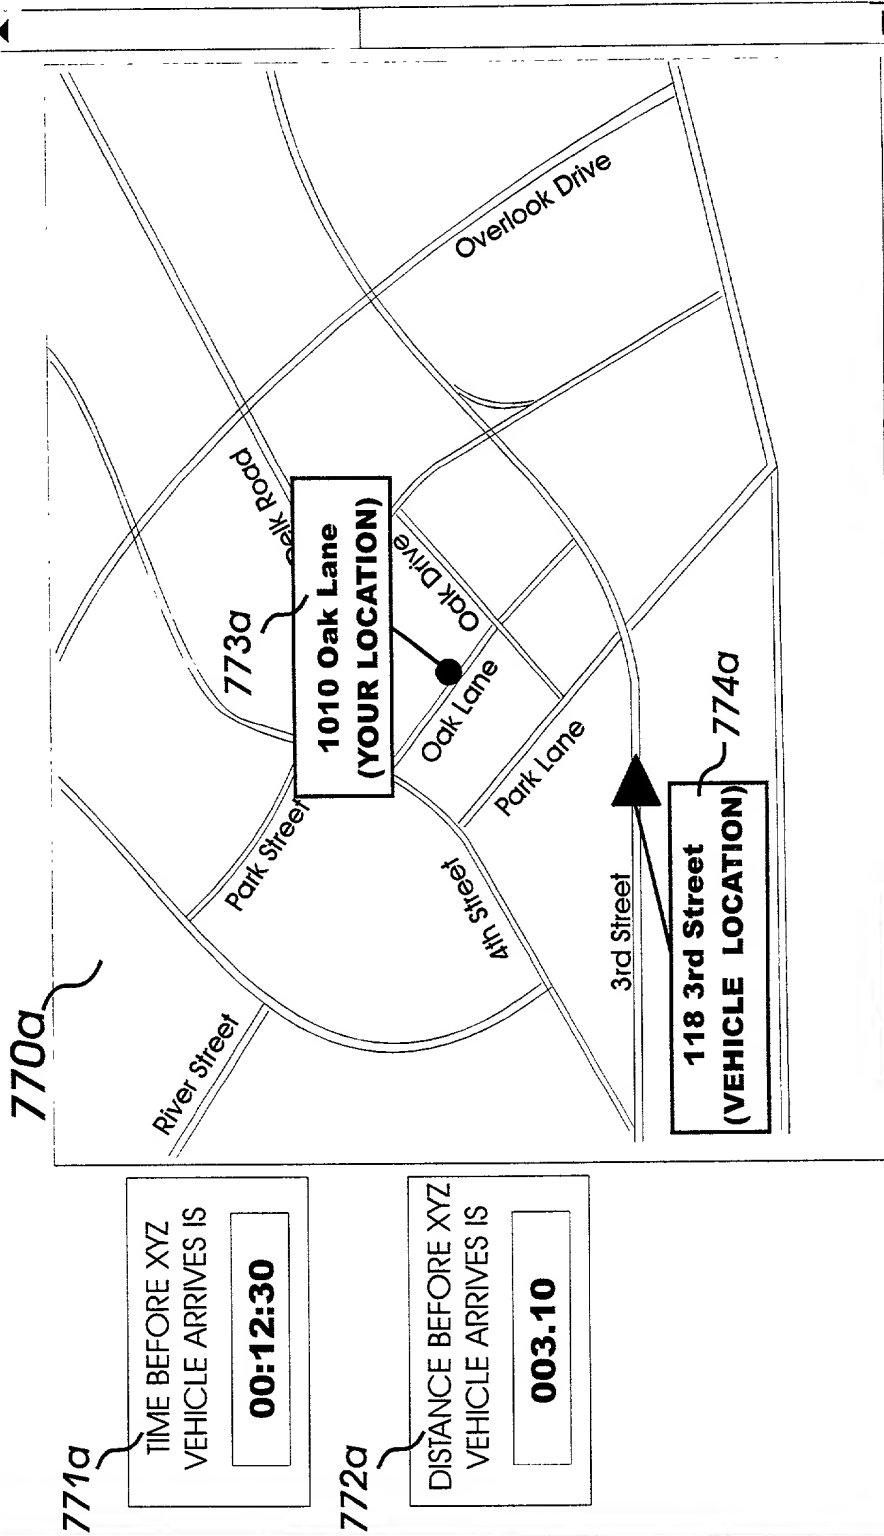 770a
771a
TIME BEFORE XYZ
VEHICLE ARRIVES IS
00:12:30
772a
DISTANCE BEFORE XYZ
VEHICLE ARRIVES IS
003.10
River Street
Park Street
4th Street
3rd Street
773a
1010 Oak Lane
(YOUR LOCATION)
Oak Lane
Oak Drive
Park Lane
Road
Overlook Drive
774a
118 3rd Street
(VEHICLE LOCATION)